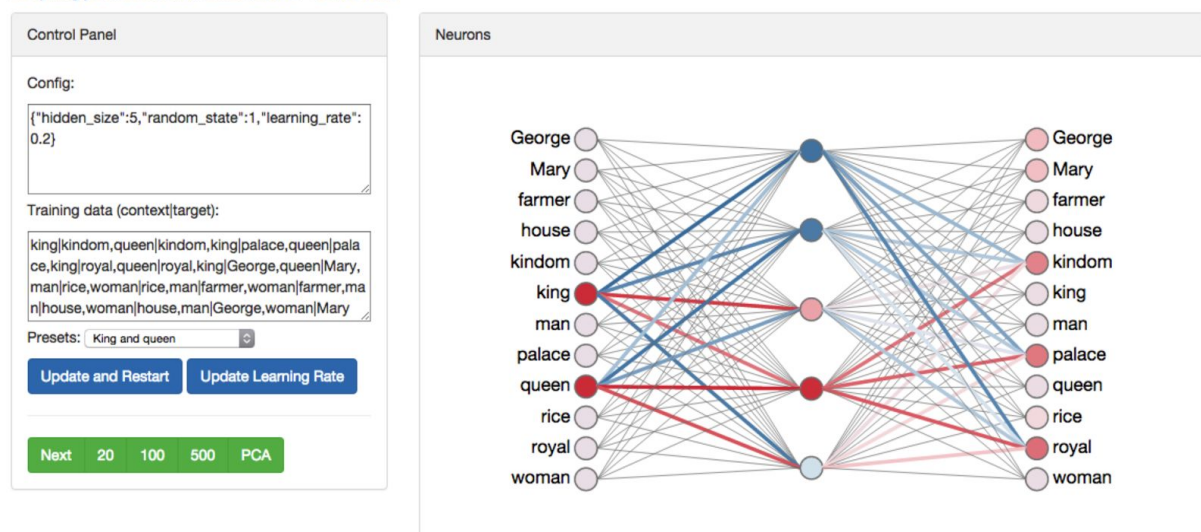 Control Panel
Config:
{"hidden_size":5,"random_state":1,"learning_rate":
0.2}
Training data (context|target):
king|kindom,queen|kindom,king|palace,queen|pala
ce,king|royal,queen|royal,king|George,queen|Mary,
man|rice,woman|rice,man|farmer,woman|farmer,ma
n|house,woman|house,man|George,woman|Mary
Presets: King and queen
Update and Restart Update Learning Rate
Next 20 100 500 PCA
Neurons
George George
Mary Mary
farmer farmer
house house
kindom kindom
king king
man man
palace palace
queen queen
rice rice
royal royal
woman woman